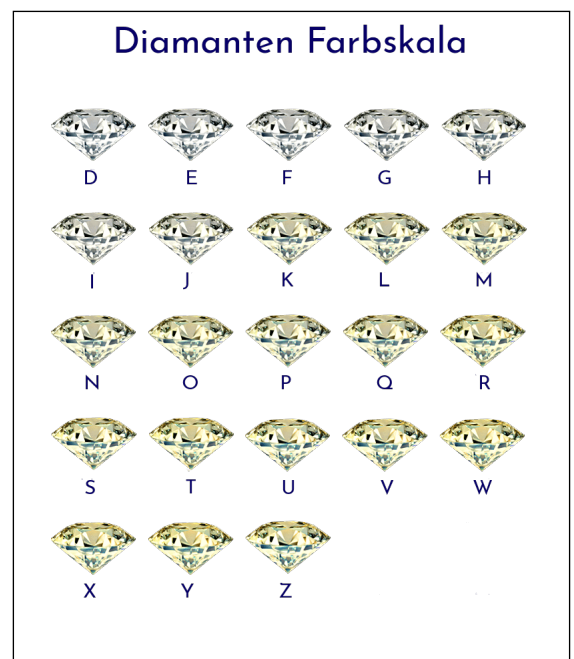 Diamanten Farbskala
D E F G H
I J K L M
N O P Q R
S T U V W
X Y Z